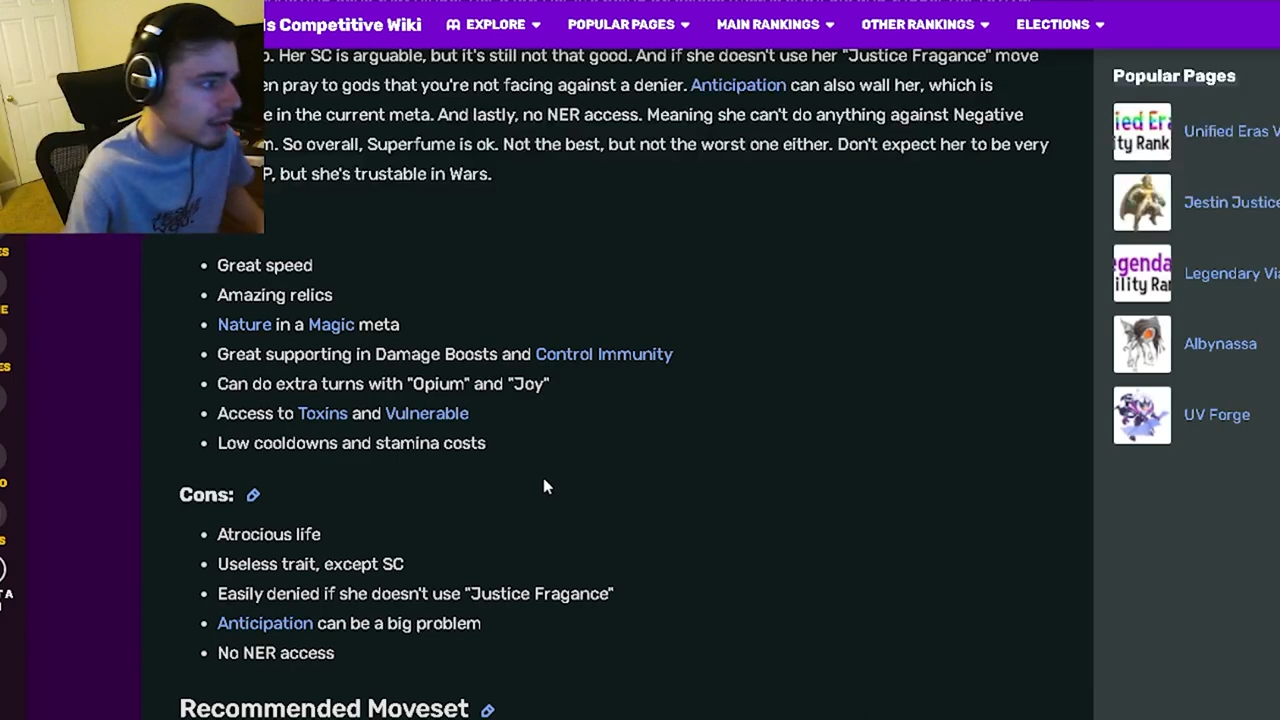 ls Competitive Wiki
EXPLORE
POPULAR PAGES
MAIN RANKINGS
OTHER RANKINGS
ELECTIONS
Her SC is arguable, but it's still not that good. And if she doesn't use her "Justice Fragance" move
pray to gods that you're not facing against a denier. Anticipation can also wall her, which is
in the current meta. And lastly, no NER access. Meaning she can't do anything against Negative
So overall, Superfume is ok. Not the best, but not the worst one either. Don't expect her to be very
but she's trustable in Wars.
Great speed
Amazing relics
Nature in a Magic meta
Great supporting in Damage Boosts and Control Immunity
Can do extra turns with "Opium" and "Joy"
Access to Toxins and Vulnerable
Low cooldowns and stamina costs
Cons:
Atrocious life
Useless trait, except SC
Easily denied if she doesn't use "Justice Fragance"
Anticipation can be a big problem
No NER access
Recommended Moveset
Popular Pages
Unified Eras V
Jestin Justice
Legendary Via
Albynassa
UV Forge